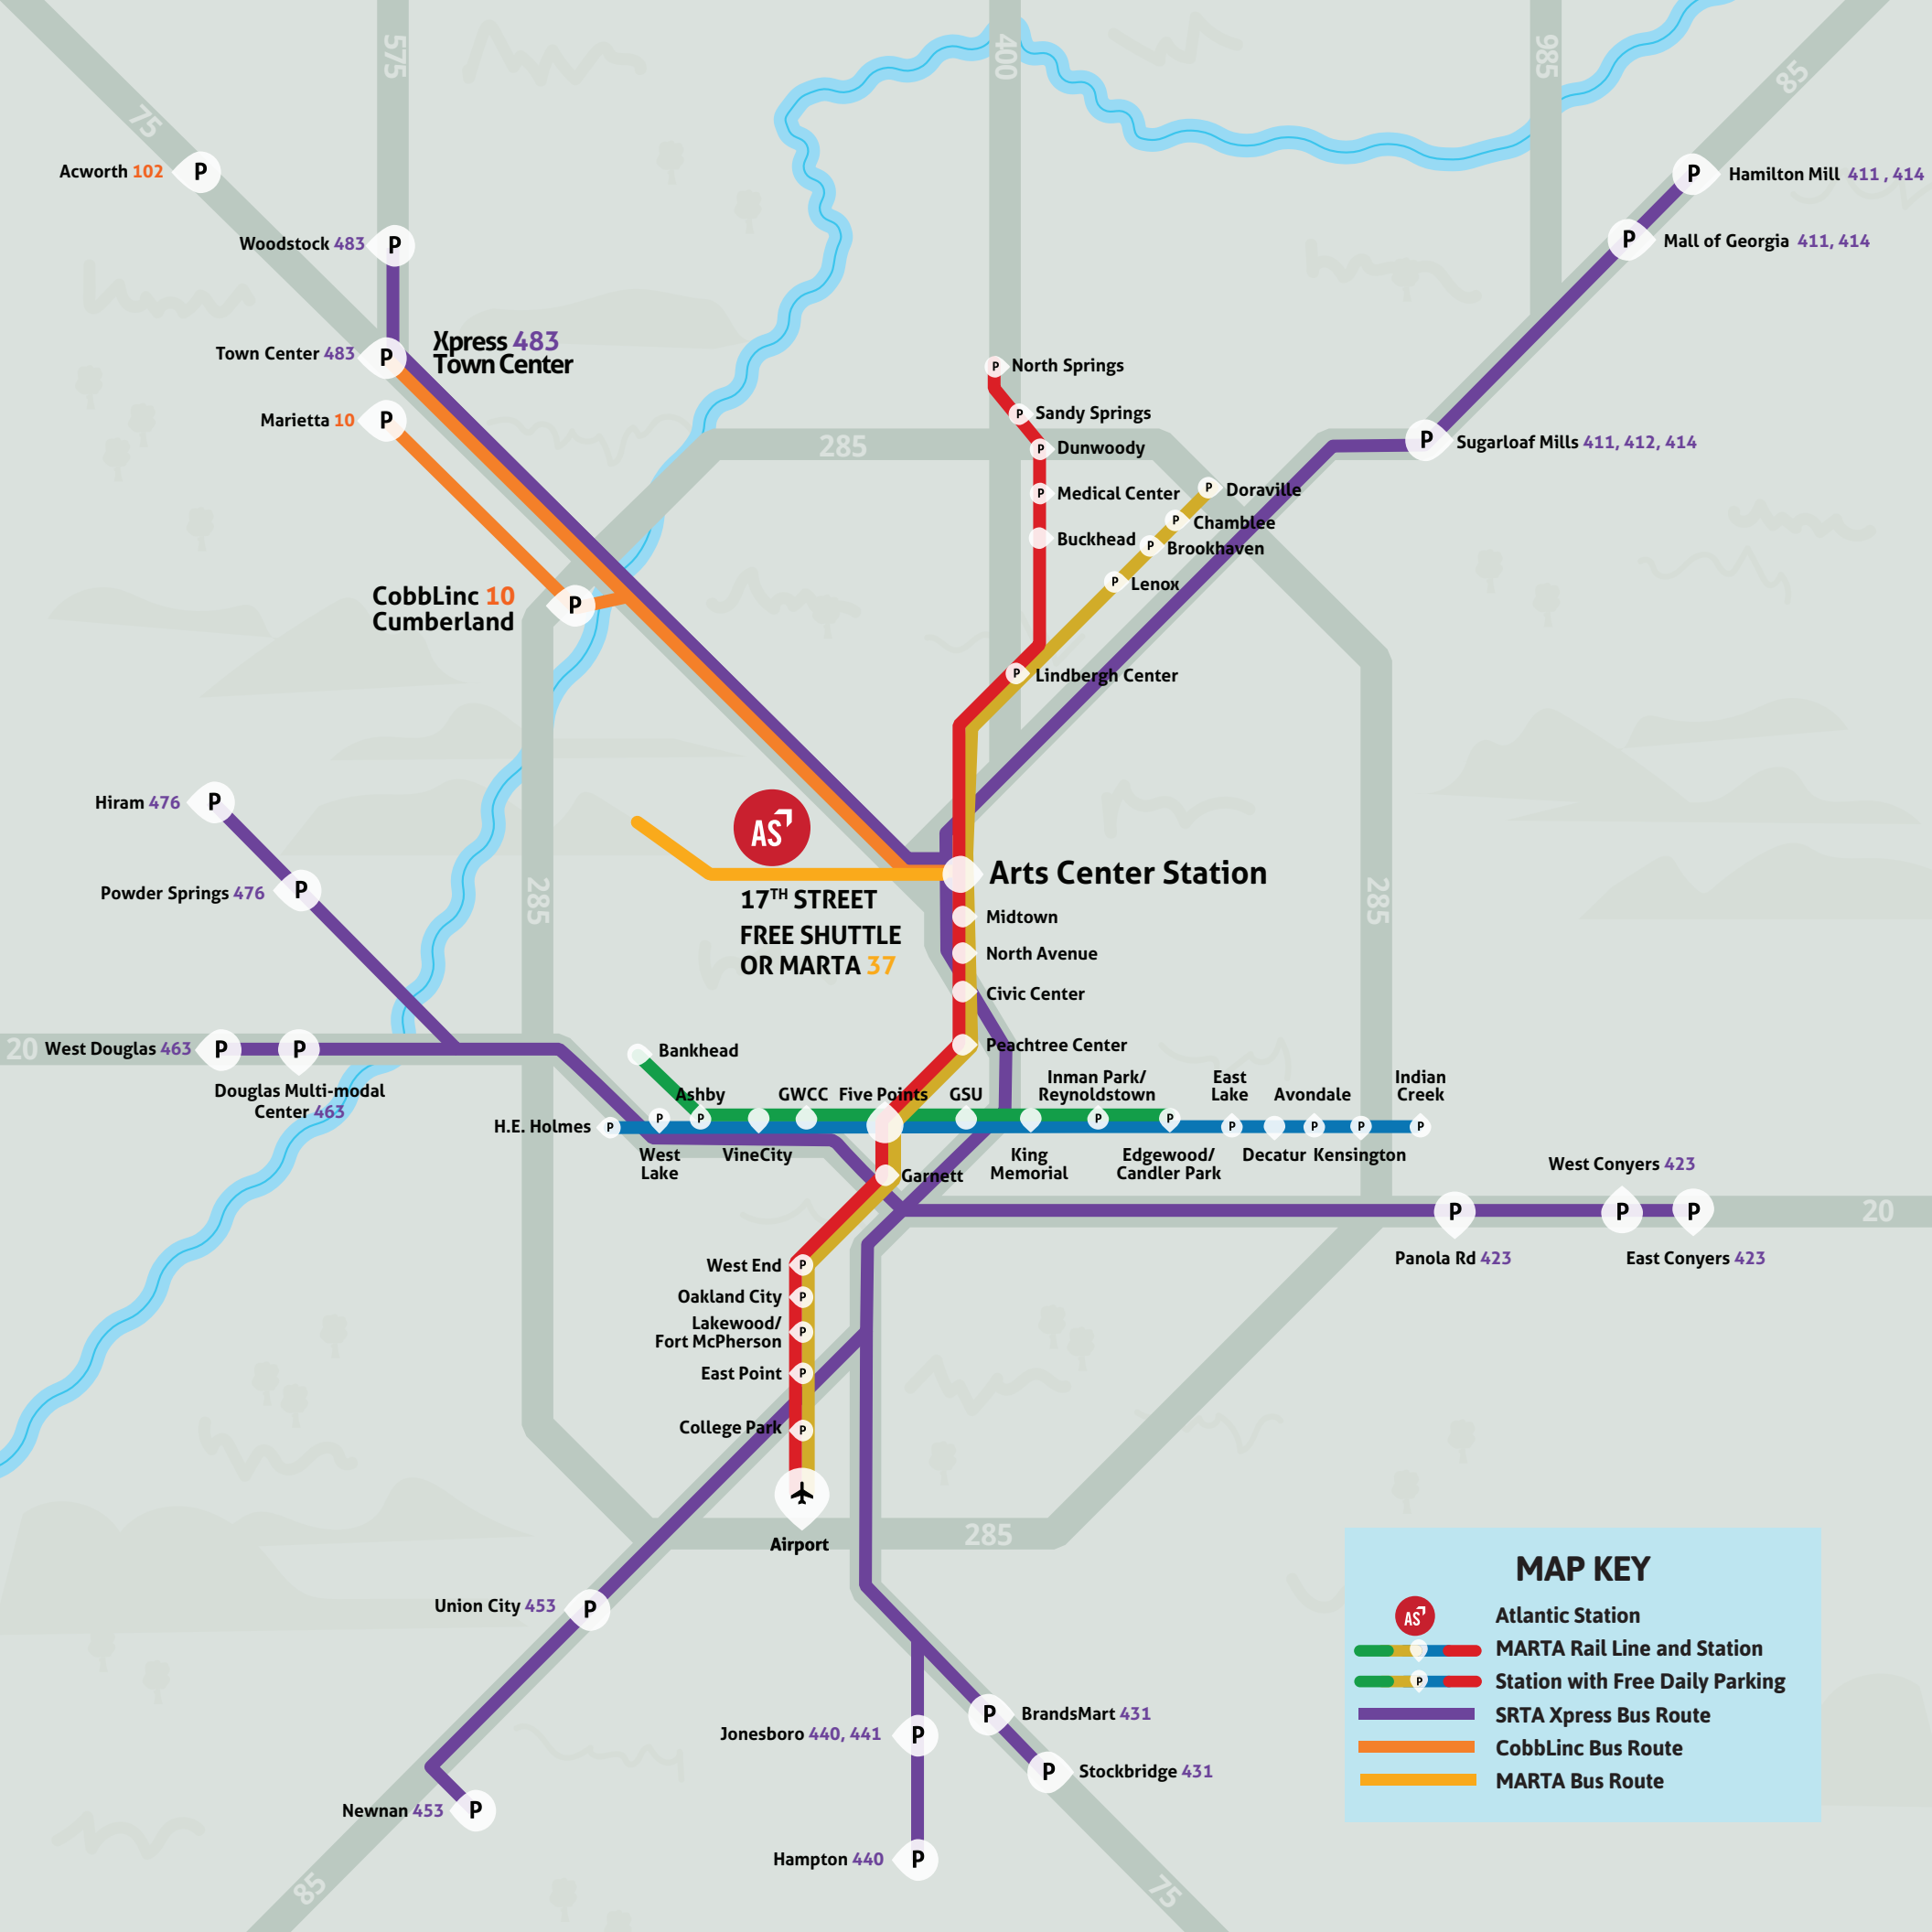 575
400
985
85
75
Acworth 102
P
P
Hamilton Mill 411 , 414
Woodstock 483
P
P
Mall of Georgia 411, 414
Xpress 483
Town Center
Town Center 483
P
P
North Springs
Marietta 10
P
P
Sandy Springs
285
P
Dunwoody
P
Sugarloaf Mills 411, 412, 414
P
Medical Center
P
Doraville
P
Chamblee
Buckhead
P
Brookhaven
P
Lenox
CobbLinc 10
Cumberland
P
P
Lindbergh Center
Hiram 476
P
AS
Arts Center Station
17TH STREET
FREE SHUTTLE
OR MARTA 37
Powder Springs 476
P
285
285
Midtown
North Avenue
Civic Center
Peachtree Center
20
West Douglas 463
P
P
Douglas Multi-modal
Center 463
Bankhead
Ashby
GWCC
Five Points
GSU
Inman Park/
Reynoldstown
East
Lake
Avondale
Indian
Creek
H.E. Holmes
P
P
P
P
P
P
P
P
P
West
Lake
VineCity
King
Memorial
Edgewood/
Candler Park
Decatur
Kensington
Garnett
West Conyers 423
P
P
P
20
Panola Rd 423
East Conyers 423
West End
P
Oakland City
P
Lakewood/
Fort McPherson
P
East Point
P
College Park
P
Airport
285
Union City 453
P
Jonesboro 440, 441
P
P
BrandsMart 431
P
Stockbridge 431
Newnan 453
P
Hampton 440
P
85
75
MAP KEY
AS
Atlantic Station
MARTA Rail Line and Station
P
Station with Free Daily Parking
SRTA Xpress Bus Route
CobbLinc Bus Route
MARTA Bus Route